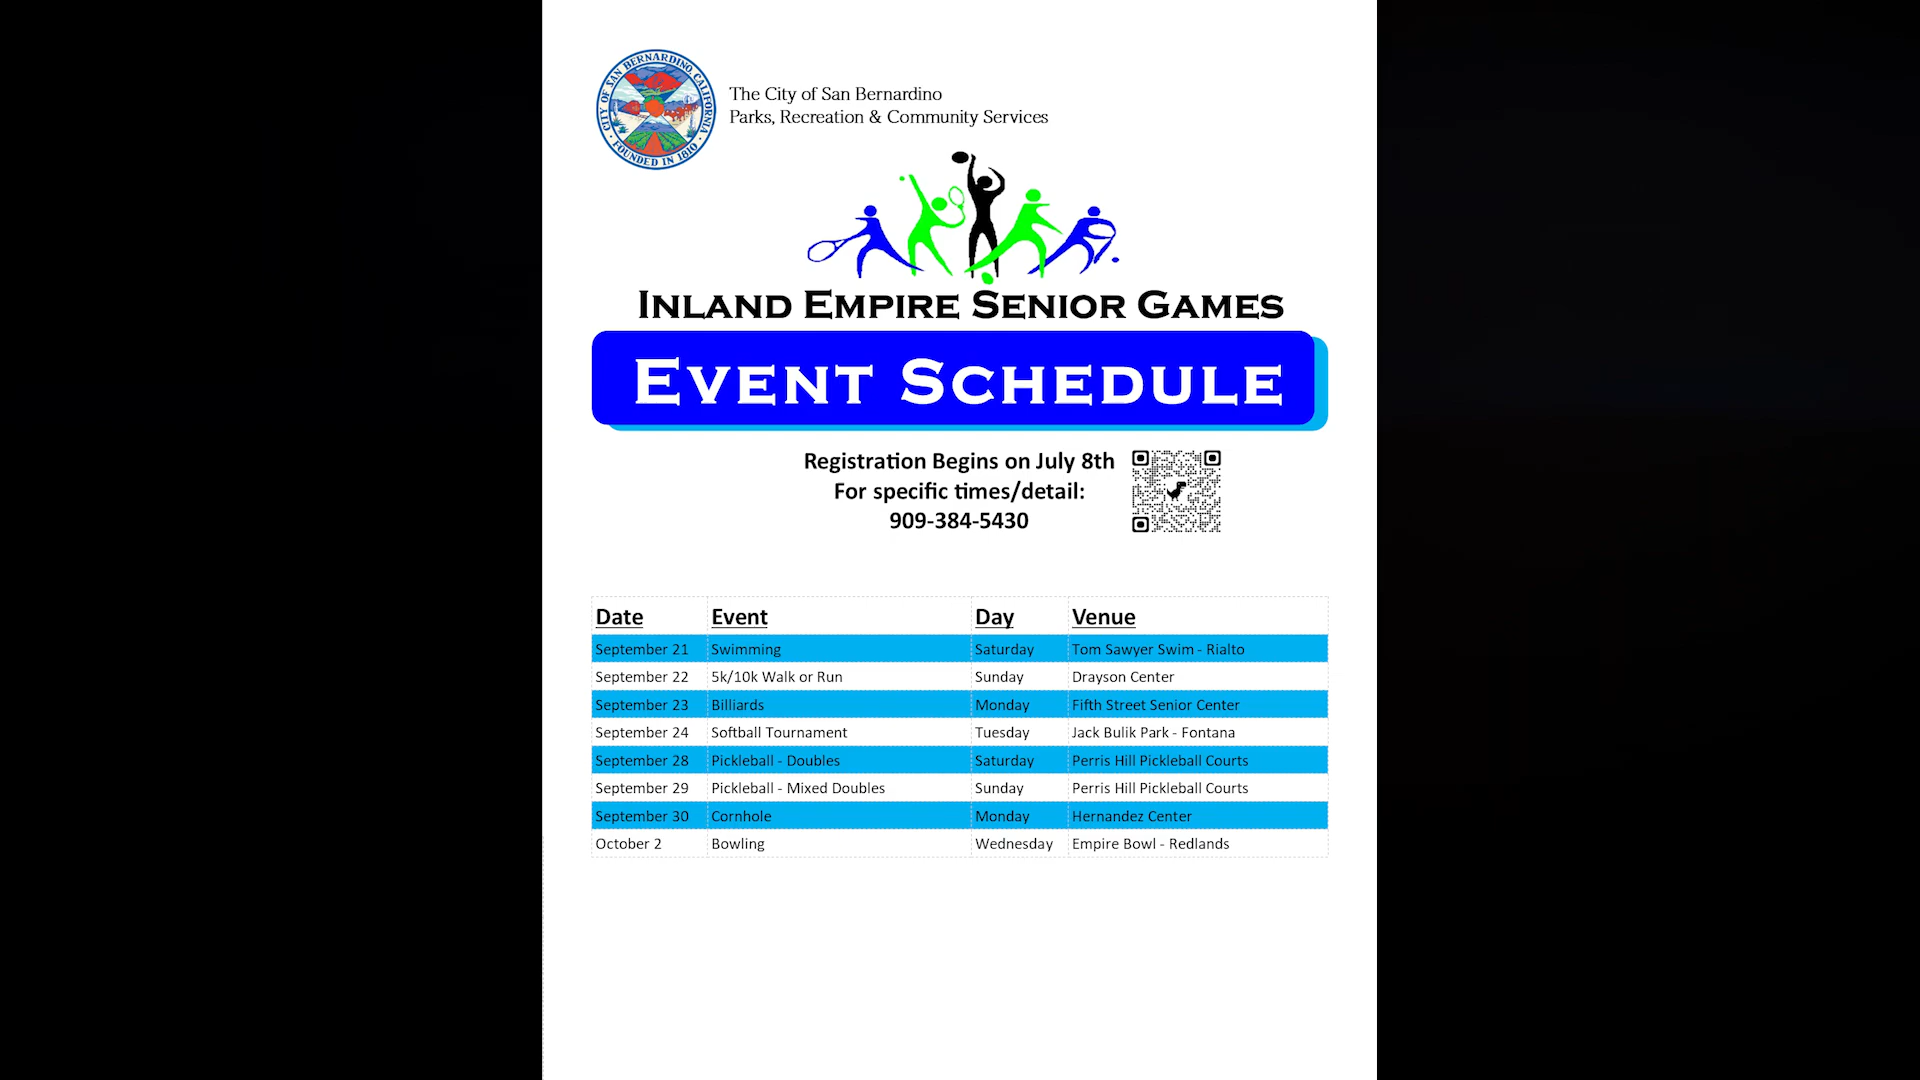 CITY OF SAN BERNARDINO, CALIFORNIA
FOUNDED IN 1810
The City of San Bernardino
Parks, Recreation & Community Services
INLAND EMPIRE SENIOR GAMES
EVENT SCHEDULE
Registration Begins on July 8th
For specific times/detail:
909-384-5430
Date Event Day Venue
September 21 Swimming Saturday Tom Sawyer Swim - Rialto
September 22 5k/10k Walk or Run Sunday Drayson Center
September 23 Billiards Monday Fifth Street Senior Center
September 24 Softball Tournament Tuesday Jack Bulik Park - Fontana
September 28 Pickleball - Doubles Saturday Perris Hill Pickleball Courts
September 29 Pickleball - Mixed Doubles Sunday Perris Hill Pickleball Courts
September 30 Cornhole Monday Hernandez Center
October 2 Bowling Wednesday Empire Bowl - Redlands